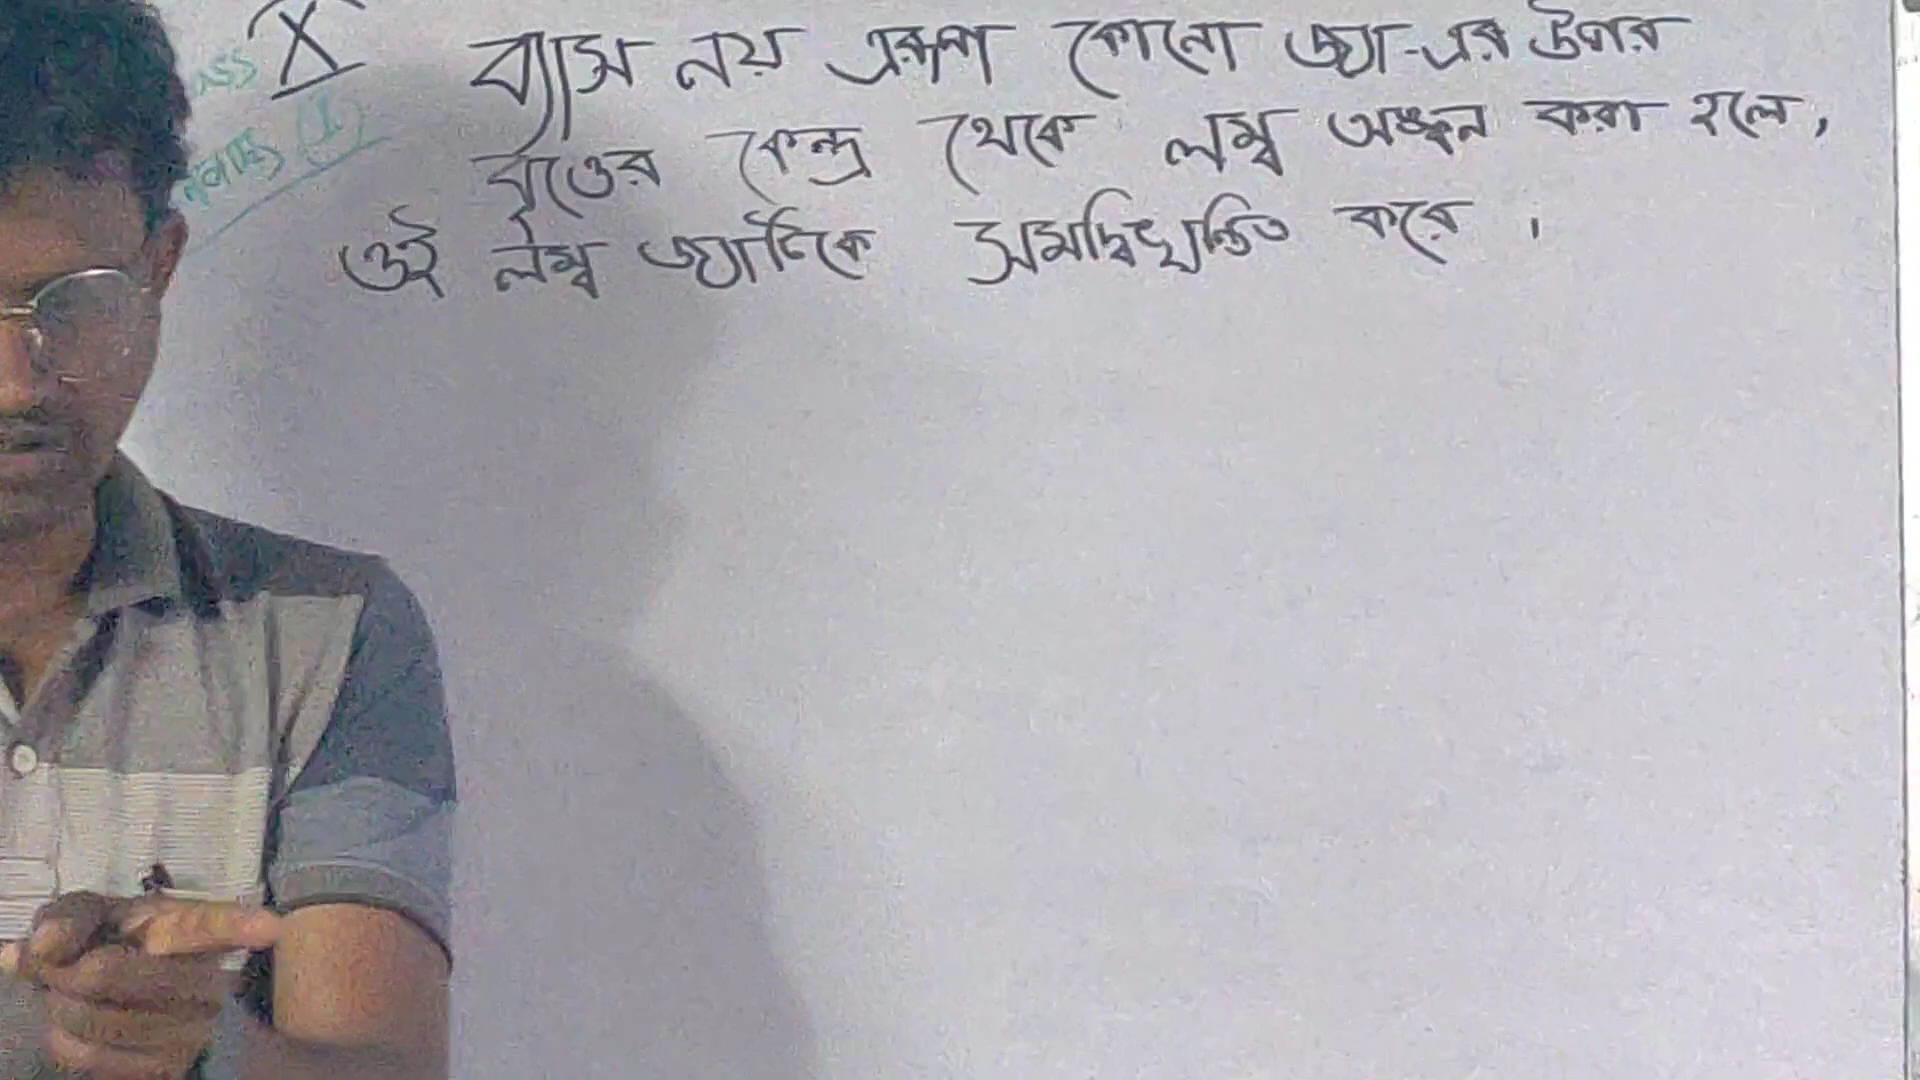 X ব্যাস নয় এরূপ কোনো জ্যা-এর উপর
বৃত্তের কেন্দ্র থেকে লম্ব অঙ্কন করা হলে,
ওই লম্ব জ্যাটিকে সমদ্বিখণ্ডিত করে ।